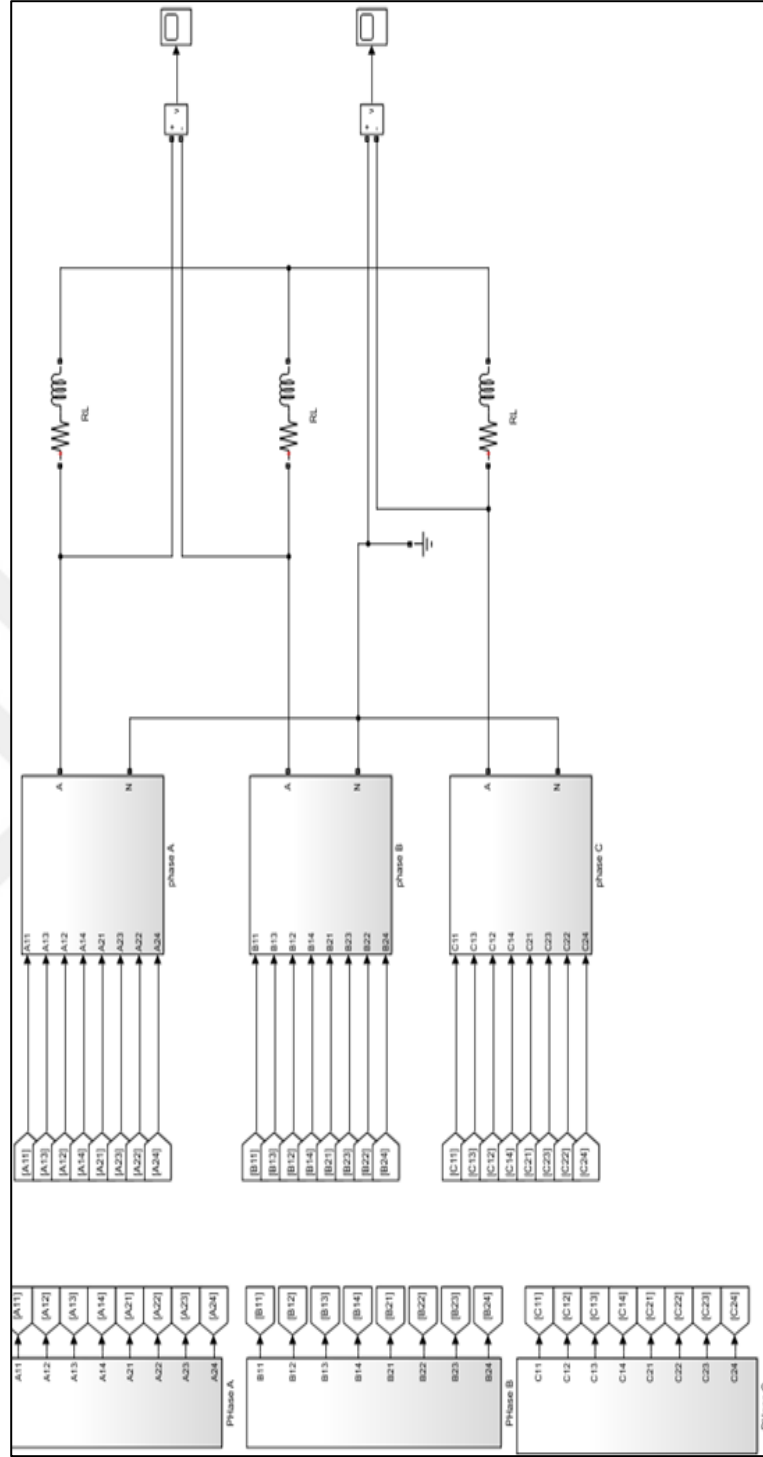 +
-
v
+
-
v
RL
RL
RL
A
N
A
N
A
N
phase A
phase B
phase C
A11
A13
A12
A14
A21
A23
A22
A24
B11
B13
B12
B14
B21
B23
B22
B24
C11
C13
C12
C14
C21
C23
C22
C24
[A11]
[A13]
[A12]
[A14]
[A21]
[A23]
[A22]
[A24]
[B11]
[B13]
[B12]
[B14]
[B21]
[B23]
[B22]
[B24]
[C11]
[C13]
[C12]
[C14]
[C21]
[C23]
[C22]
[C24]
[A11]
[A12]
[A13]
[A14]
[A21]
[A22]
[A23]
[A24]
[B11]
[B12]
[B13]
[B14]
[B21]
[B22]
[B23]
[B24]
[C11]
[C12]
[C13]
[C14]
[C21]
[C22]
[C23]
[C24]
A11
A12
A13
A14
A21
A22
A23
A24
B11
B12
B13
B14
B21
B22
B23
B24
C11
C12
C13
C14
C21
C22
C23
C24
PHase A
PHase B